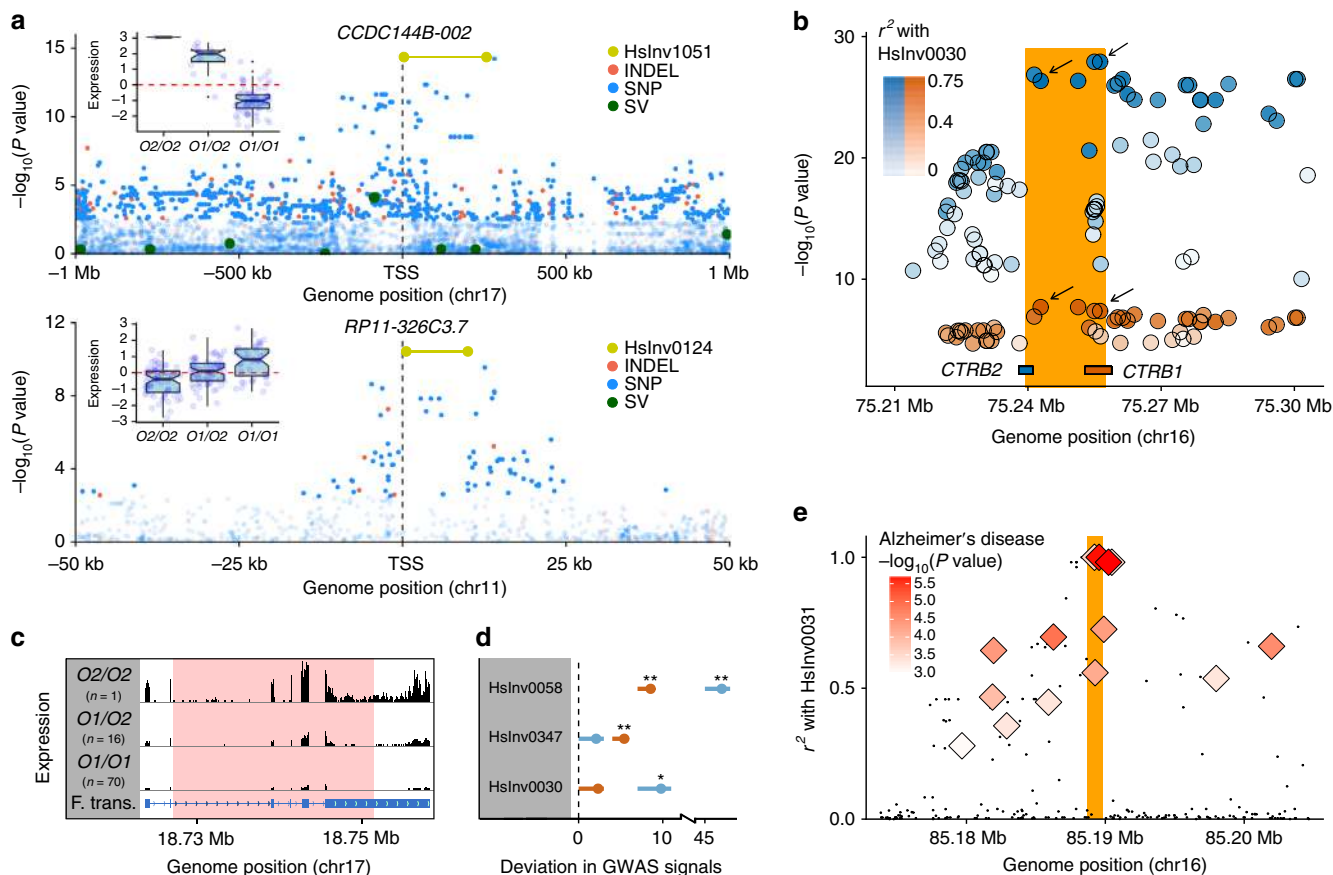 a
CCDC144B-002
15
10
5
0
–log10(P value)
Expression
3
2
1
0
–1
–2
O2/O2 O1/O2 O1/O1
HsInv1051
INDEL
SNP
SV
–1 Mb –500 kb TSS 500 kb 1 Mb
Genome position (chr17)
RP11-326C3.7
12
8
4
0
–log10(P value)
Expression
3
2
1
0
–1
–2
–3
O2/O2 O1/O2 O1/O1
HsInv0124
INDEL
SNP
SV
–50 kb –25 kb TSS 25 kb 50 kb
Genome position (chr11)
b
r2 with
HsInv0030
0.75
0.4
0
30
20
10
–log10(P value)
CTRB2 CTRB1
75.21 Mb 75.24 Mb 75.27 Mb 75.30 Mb
Genome position (chr16)
c
Expression
O2/O2
(n = 1)
O1/O2
(n = 16)
O1/O1
(n = 70)
F. trans.
18.73 Mb 18.75 Mb
Genome position (chr17)
d
HsInv0058 ** **
HsInv0347 **
HsInv0030 *
0 10 45
Deviation in GWAS signals
e
Alzheimer's disease
–log10(P value)
5.5
5.0
4.5
4.0
3.5
3.0
1.0
0.5
0.0
r2 with HsInv0031
85.18 Mb 85.19 Mb 85.20 Mb
Genome position (chr16)